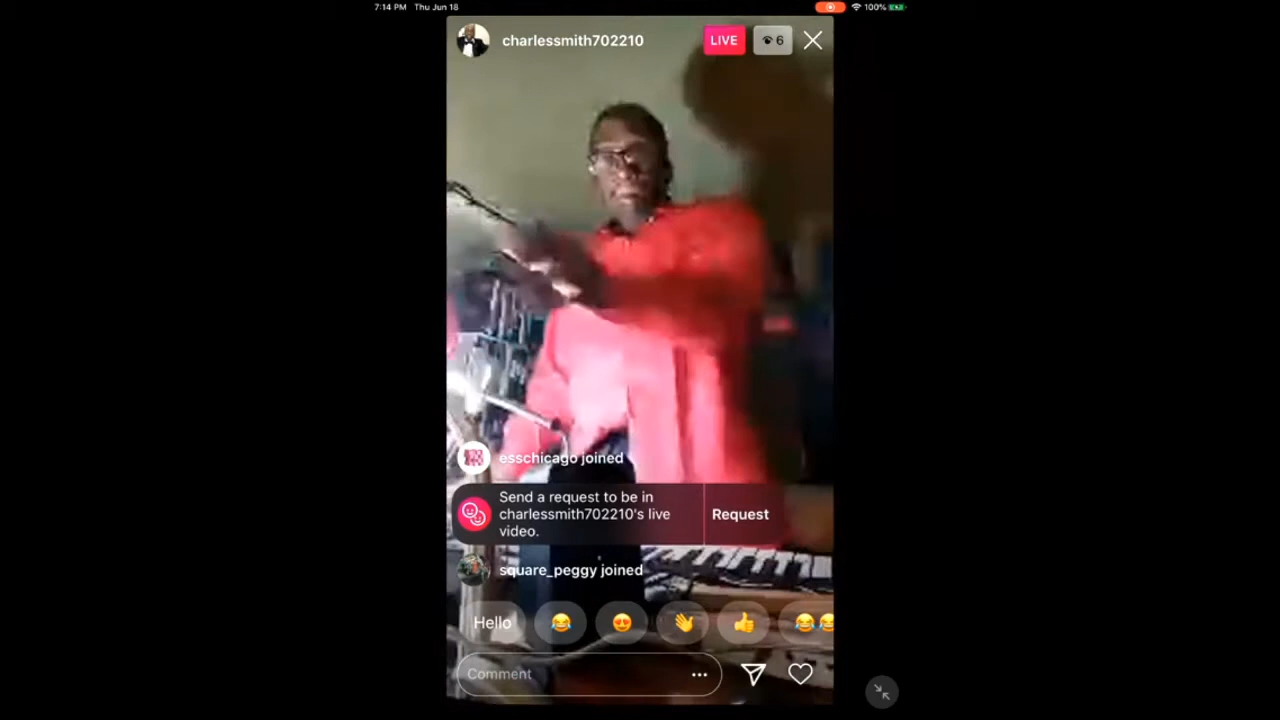 7:14 PM Thu Jun 18
100%
charlessmith702210
LIVE
6
esschicago joined
Send a request to be in
charlessmith702210's live
video.
Request
square_peggy joined
Hello
Comment